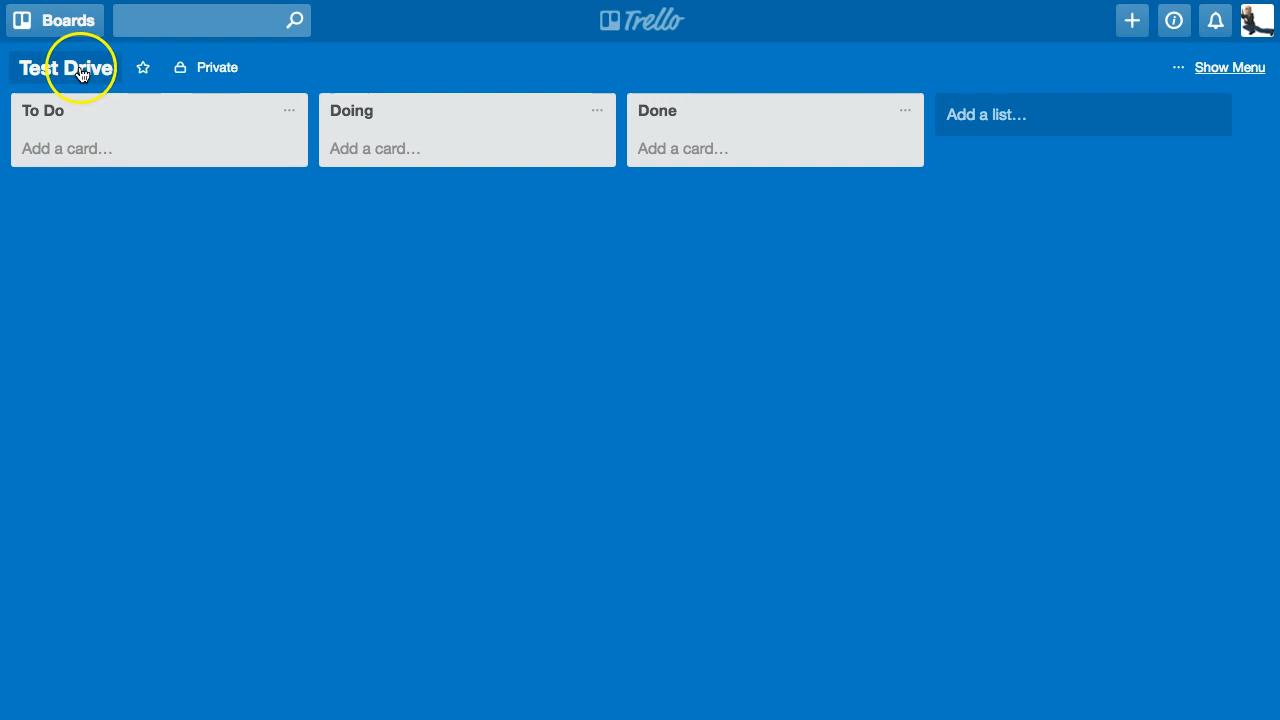 Boards
Trello
Test Drive
Private
... Show Menu
To Do ...
Add a card...
Doing ...
Add a card...
Done ...
Add a card...
Add a list...